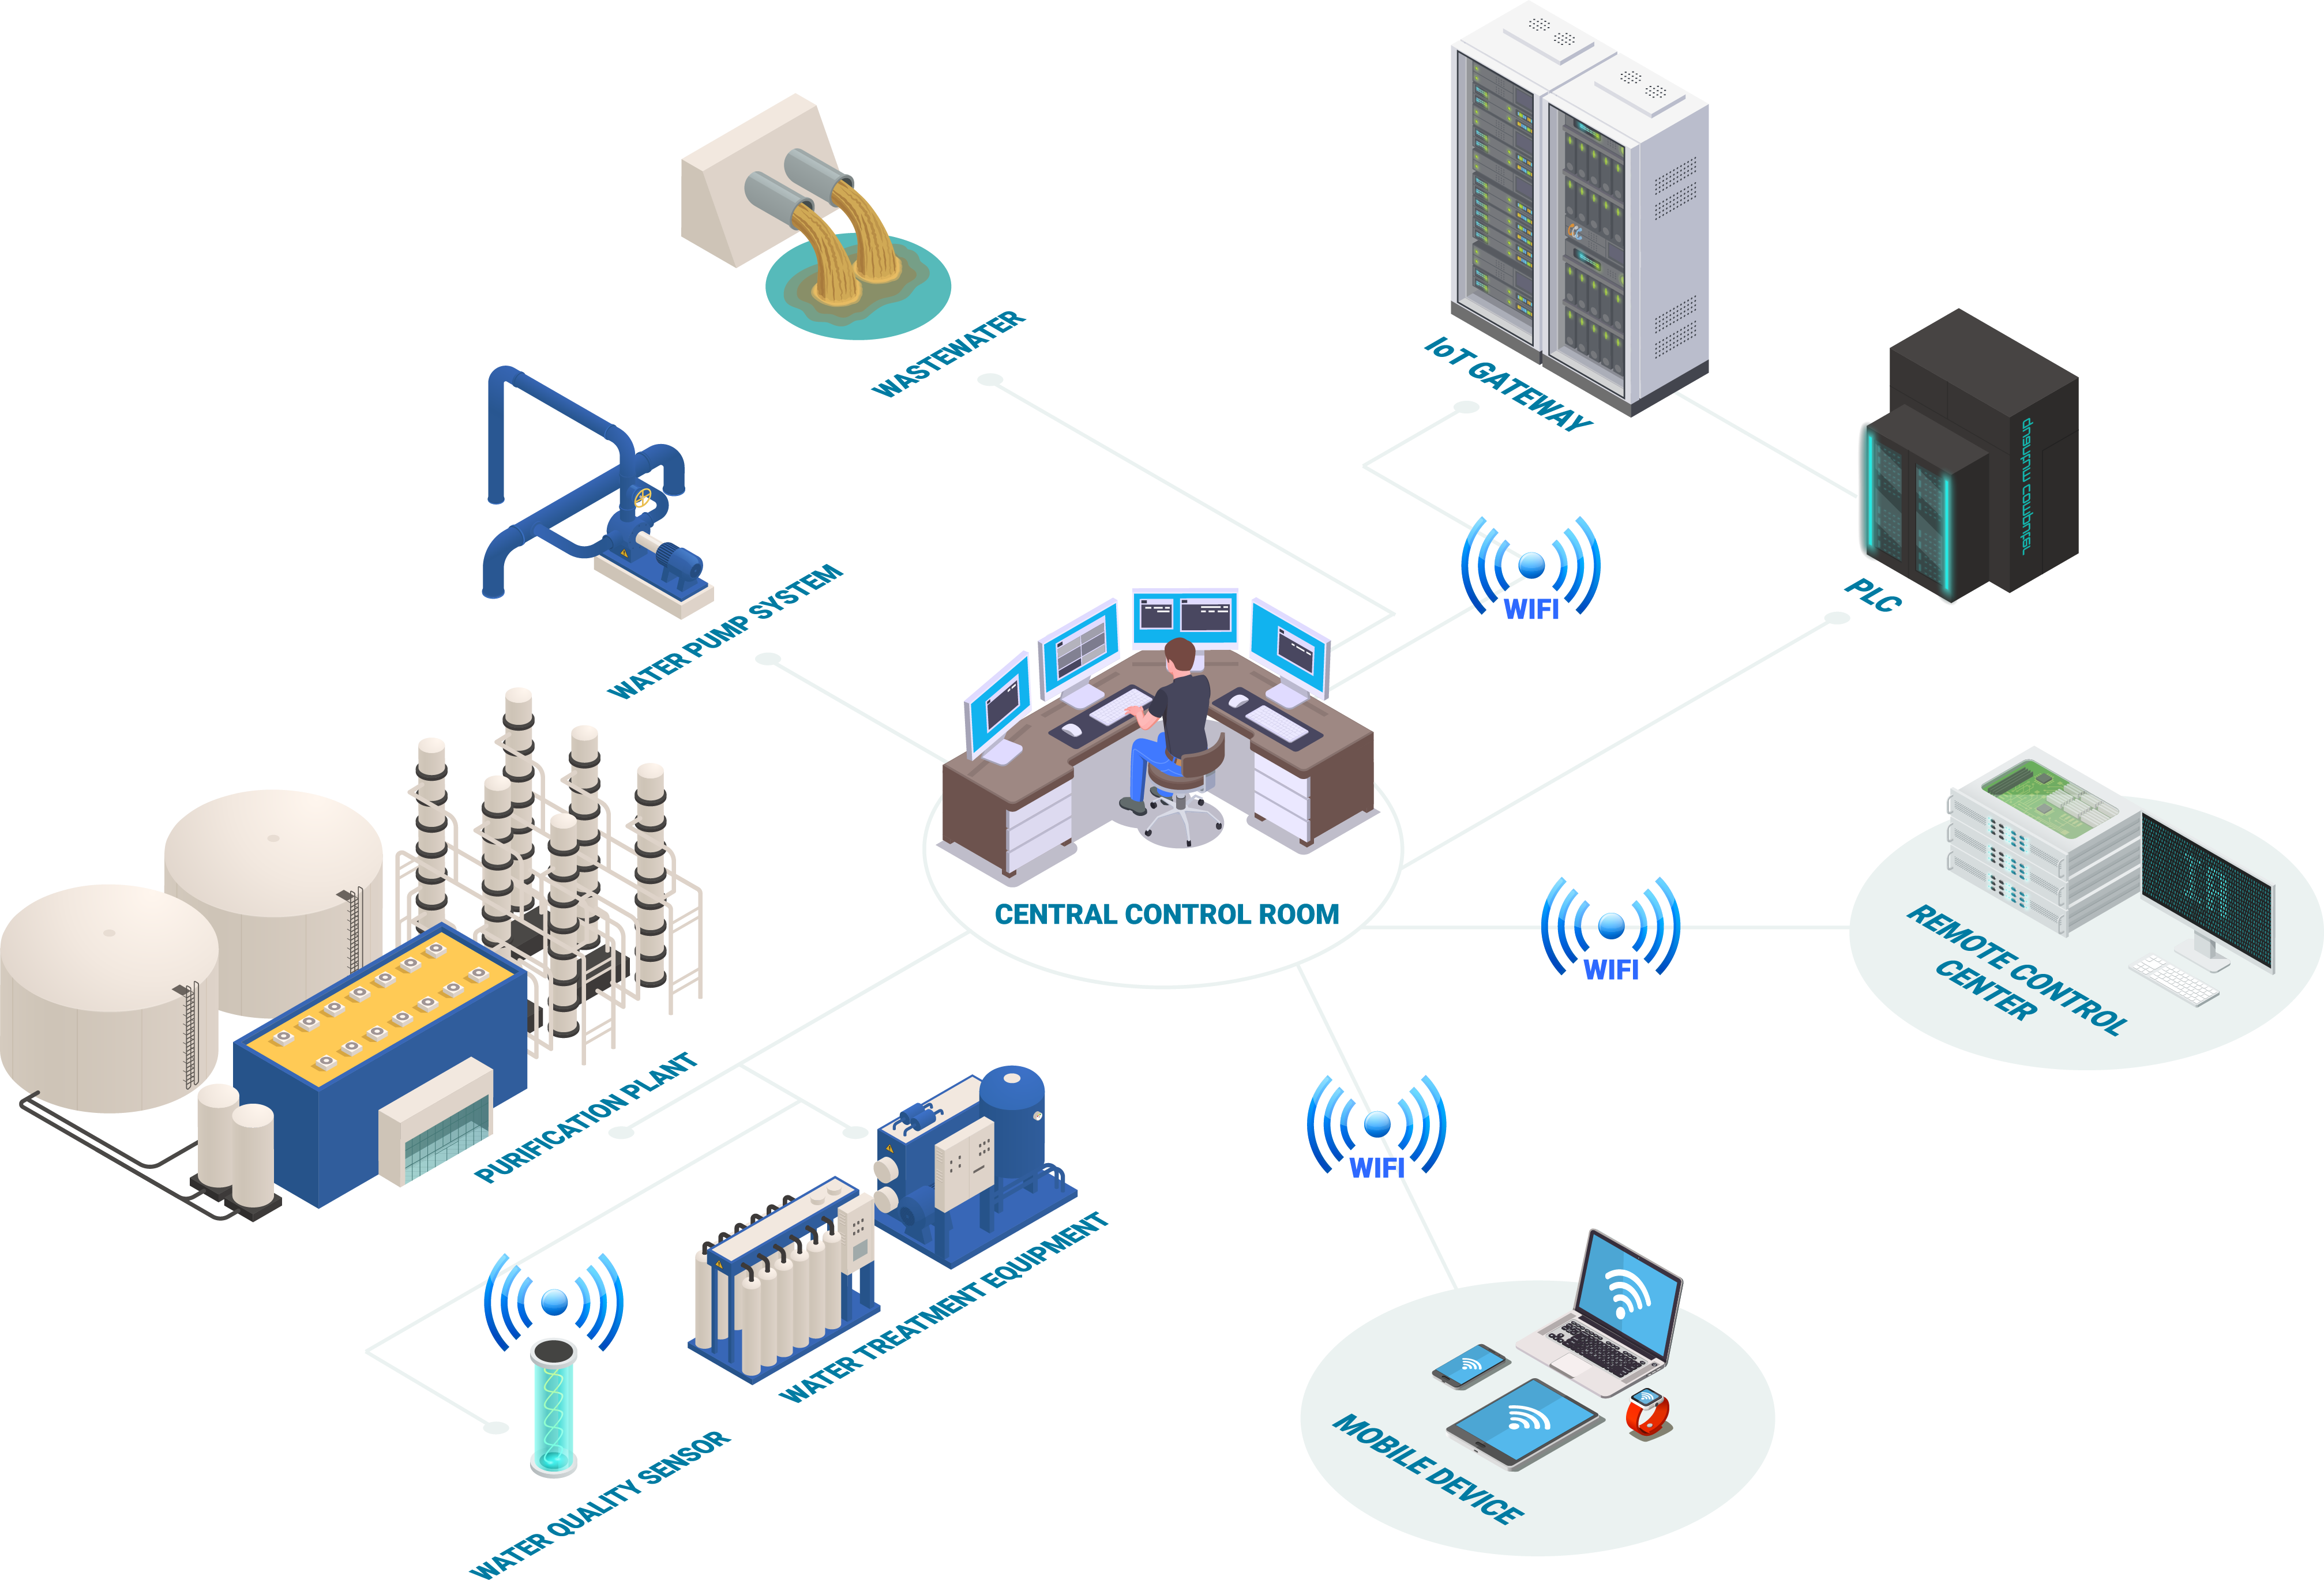 WASTEWATER
IoT GATEWAY
WATER PUMP SYSTEM
WIFI
PLC
CENTRAL CONTROL ROOM
WIFI
REMOTE CONTROL
CENTER
PURIFICATION PLANT
WIFI
WATER TREATMENT EQUIPMENT
WATER QUALITY SENSOR
MOBILE DEVICE